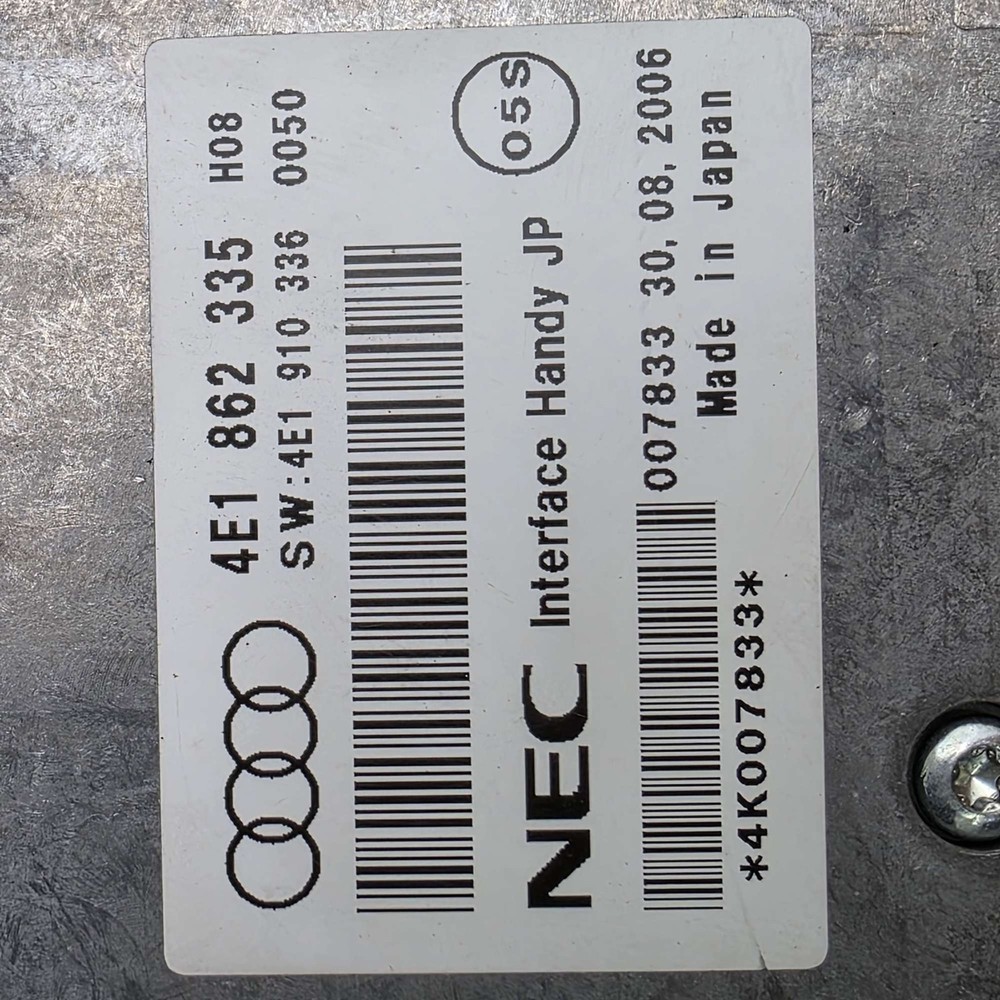 4E1 862 335 H08
SW:4E1 910 336 0050
NEC Interface Handy JP 05S
007833 30, 08, 2006
*4K007833* Made in Japan